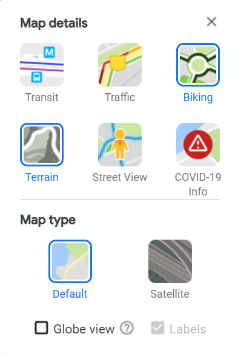 Map details
Transit Traffic Biking
Terrain Street View COVID-19
Info
Map type
Default Satellite
Globe view Labels